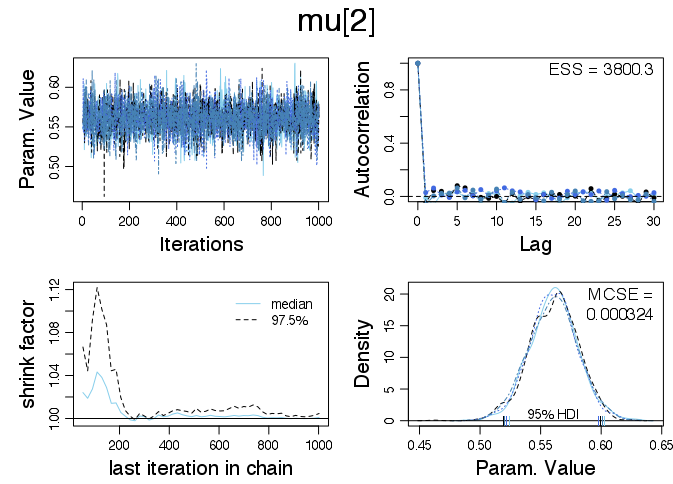 mu[2]
Param. Value
0.50 0.55 0.60
0 200 400 600 800 1000
Iterations
Autocorrelation
0.0 0.4 0.8
ESS = 3800.3
0 5 10 15 20 25 30
Lag
shrink factor
1.00 1.04 1.08 1.12
median
97.5%
200 400 600 800 1000
last iteration in chain
Density
0 5 10 15 20
MCSE =
0.000324
95% HDI
0.45 0.50 0.55 0.60 0.65
Param. Value